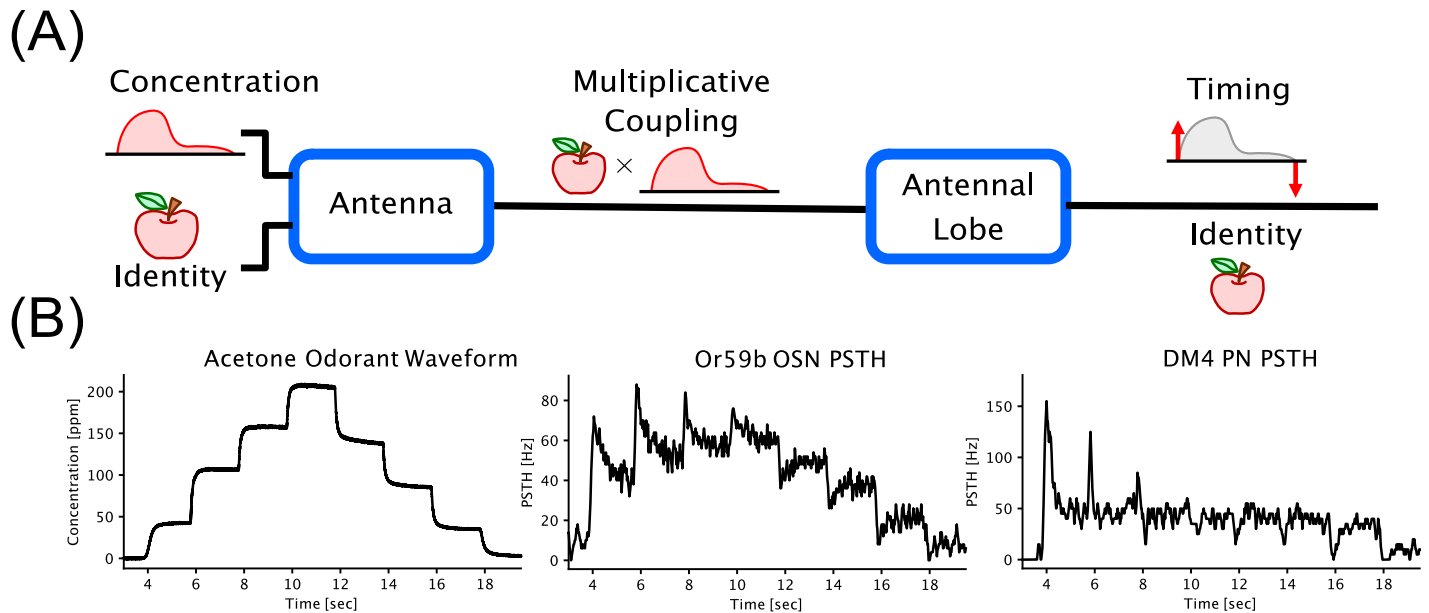 (A)
Concentration
Identity
Antenna
Multiplicative
Coupling
×
Antennal
Lobe
Timing
Identity
(B)
Acetone Odorant Waveform
Concentration [ppm]
200
150
100
50
0
4 6 8 10 12 14 16 18
Time [sec]
Or59b OSN PSTH
PSTH [Hz]
80
60
40
20
0
4 6 8 10 12 14 16 18
Time [sec]
DM4 PN PSTH
PSTH [Hz]
150
100
50
0
4 6 8 10 12 14 16 18
Time [sec]